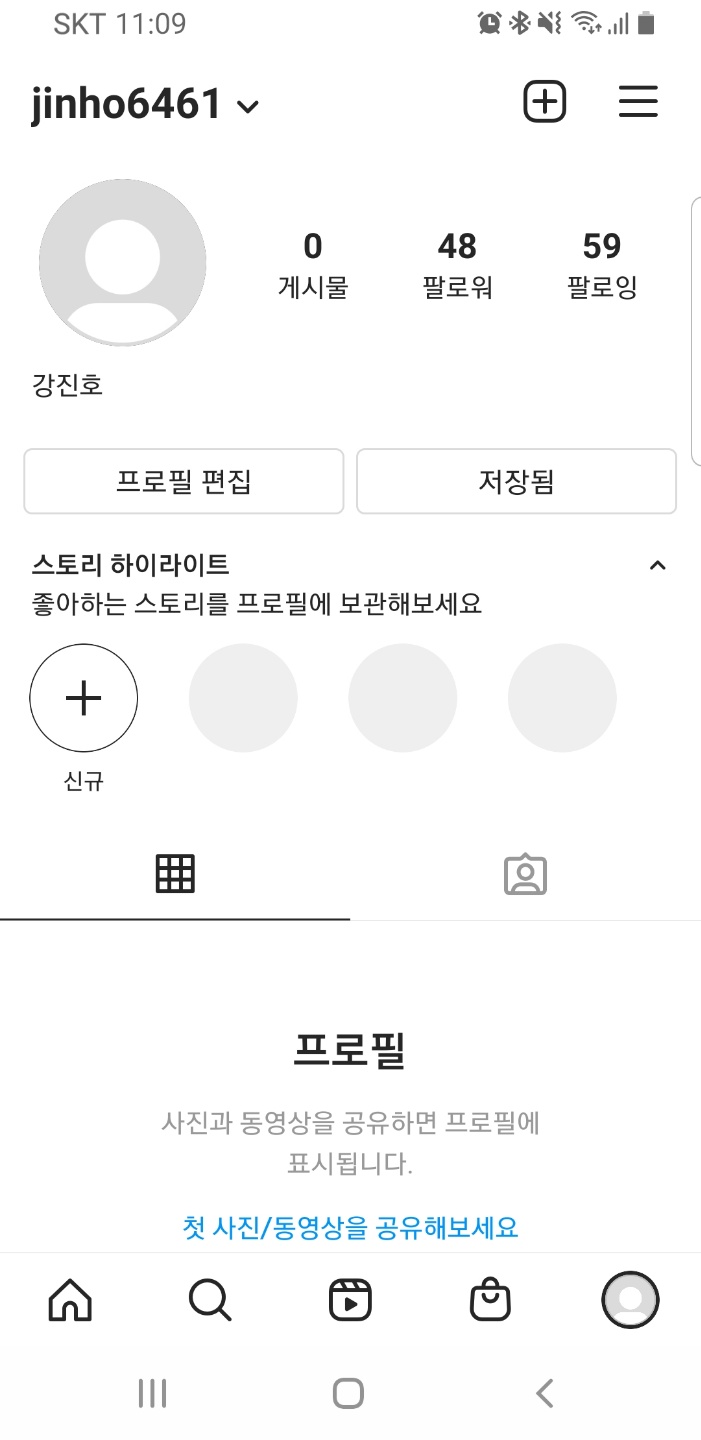 SKT 11:09
jinho6461
0 48 59
게시물 팔로워 팔로잉
강진호
프로필 편집 저장됨
스토리 하이라이트
좋아하는 스토리를 프로필에 보관해보세요
신규
프로필
사진과 동영상을 공유하면 프로필에
표시됩니다.
첫 사진/동영상을 공유해보세요